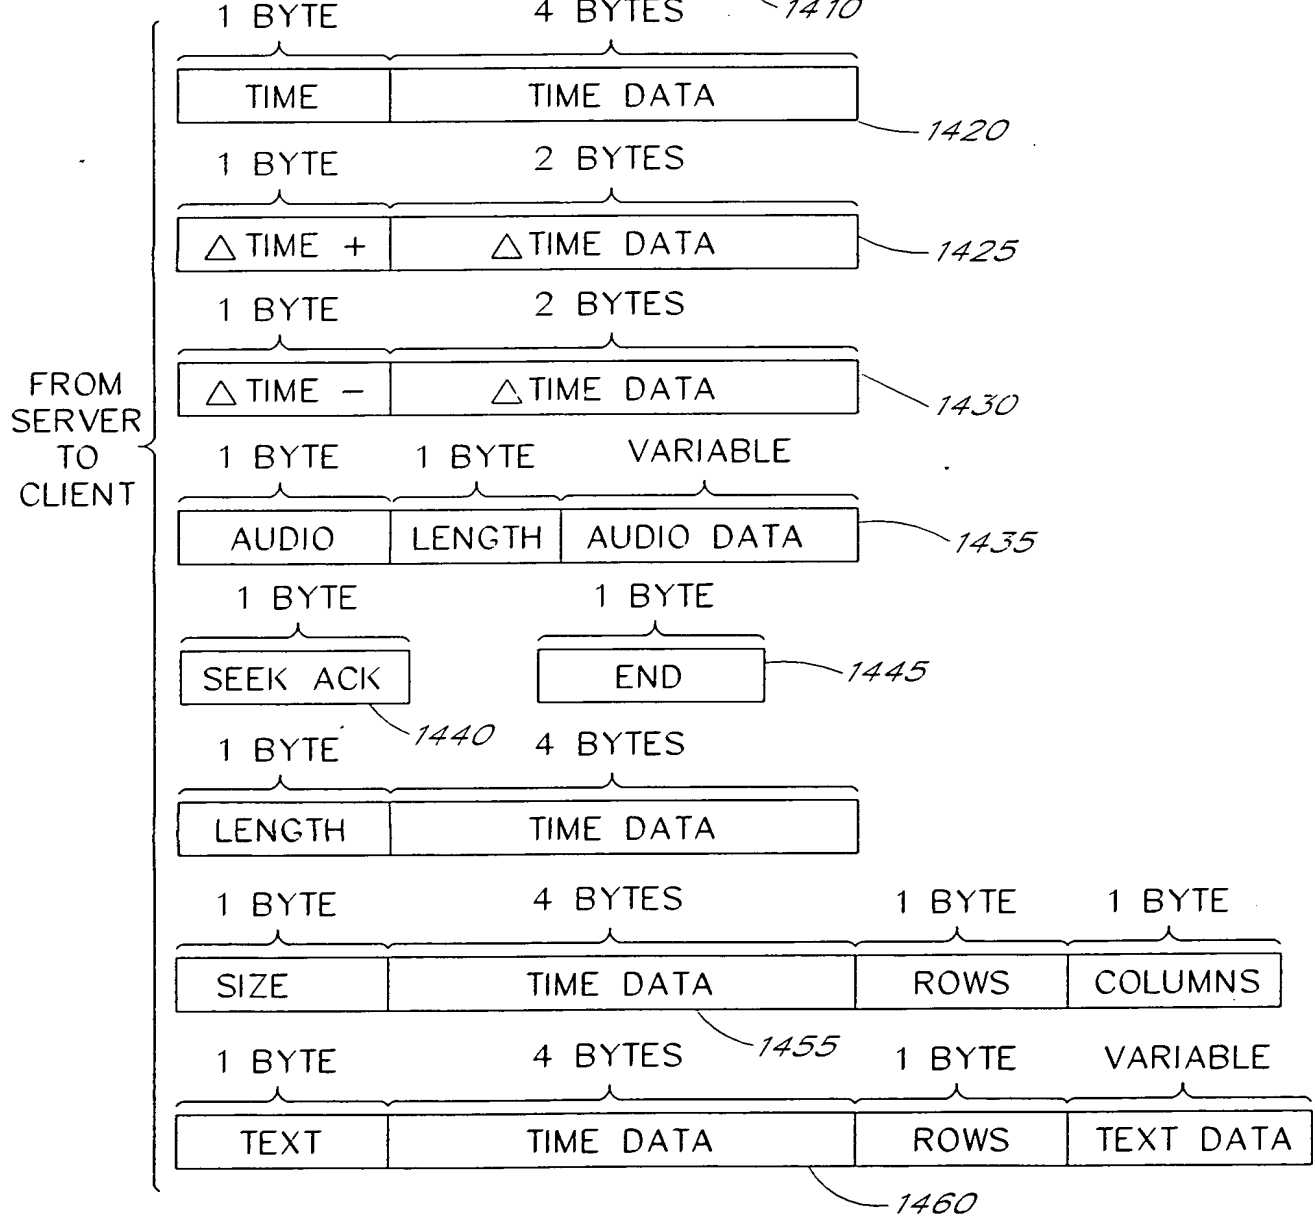 1410
1 BYTE 4 BYTES
TIME TIME DATA
1420
1 BYTE 2 BYTES
△ TIME + △ TIME DATA
1425
1 BYTE 2 BYTES
△ TIME − △ TIME DATA
1430
FROM
SERVER
TO
CLIENT
1 BYTE 1 BYTE VARIABLE
AUDIO LENGTH AUDIO DATA
1435
1 BYTE 1 BYTE
SEEK ACK END
1445
1440
1 BYTE 4 BYTES
LENGTH TIME DATA
1 BYTE 4 BYTES 1 BYTE 1 BYTE
SIZE TIME DATA ROWS COLUMNS
1455
1 BYTE 4 BYTES 1 BYTE VARIABLE
TEXT TIME DATA ROWS TEXT DATA
1460